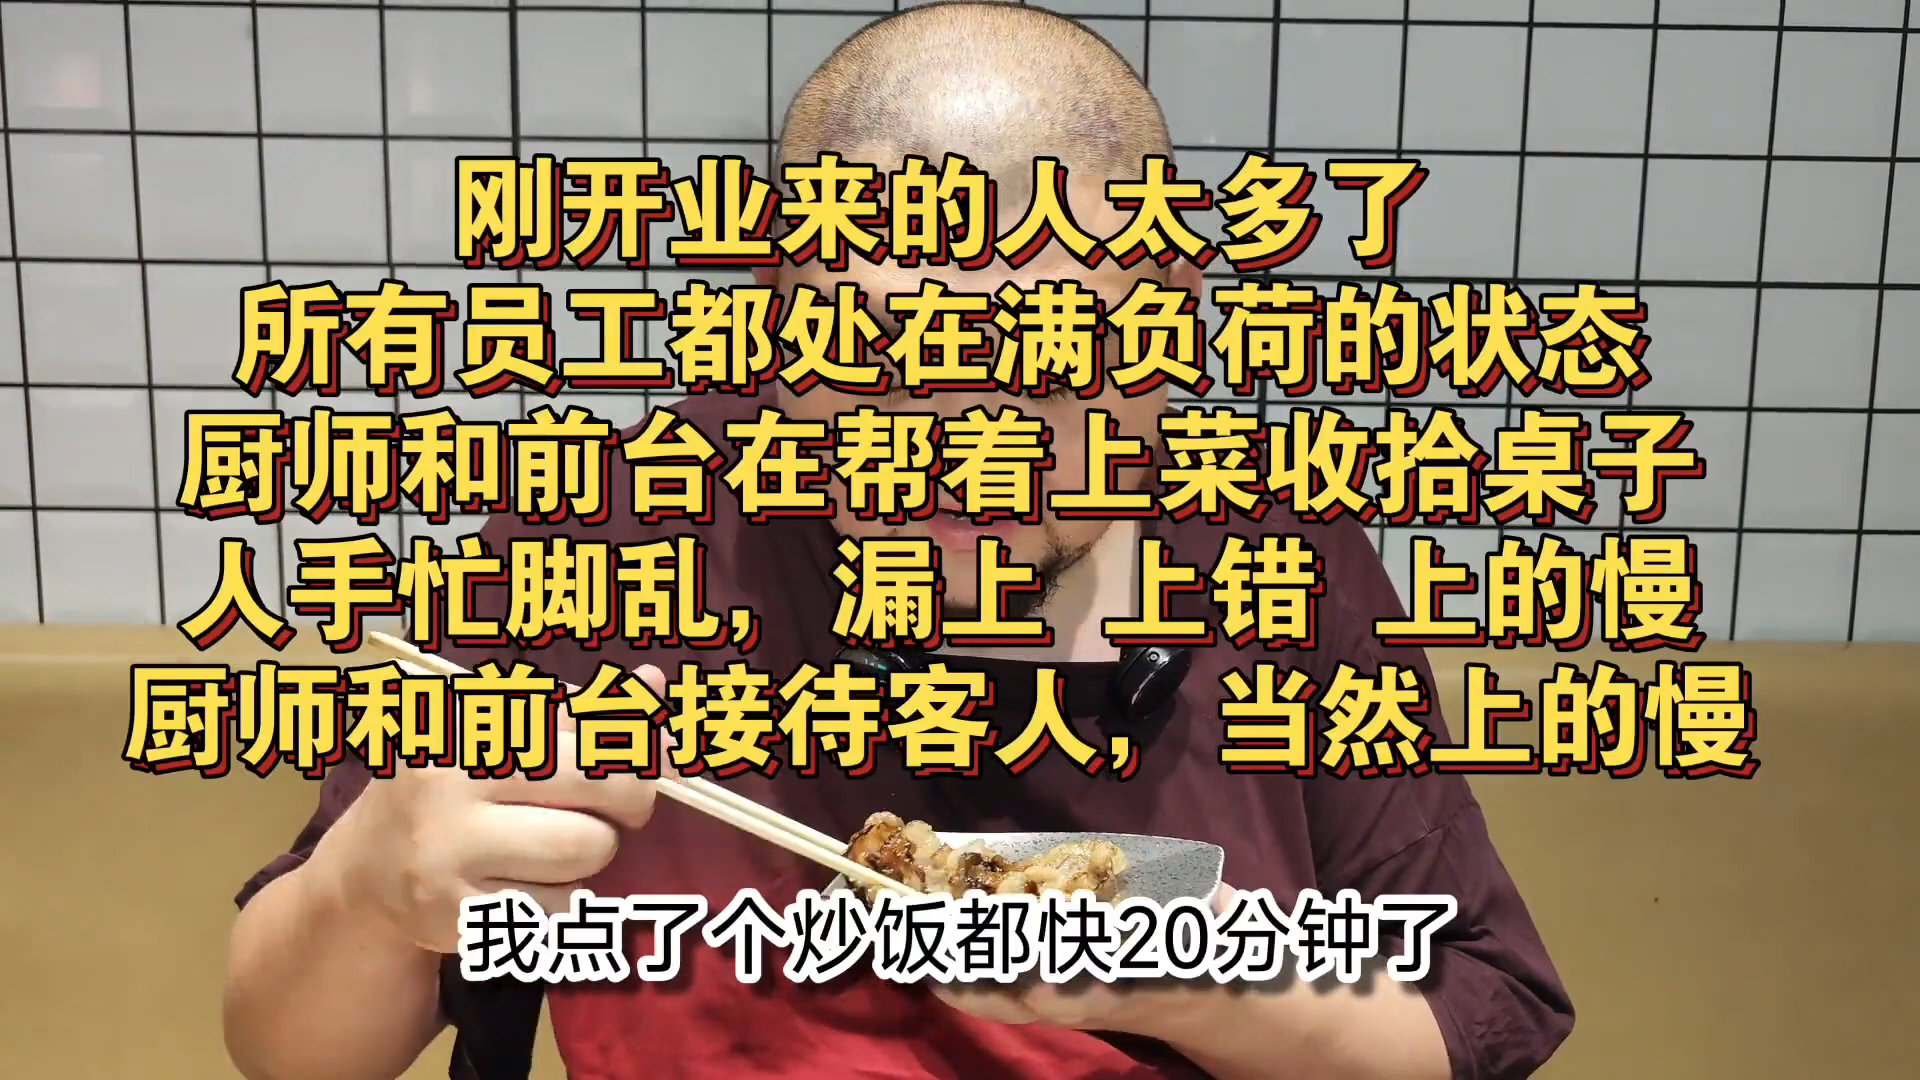 刚开业来的人太多了
所有员工都处在满负荷的状态
厨师和前台在帮着上菜收拾桌子
人手忙脚乱，漏上 上错 上的慢
厨师和前台接待客人，当然上的慢
我点了个炒饭都快20分钟了